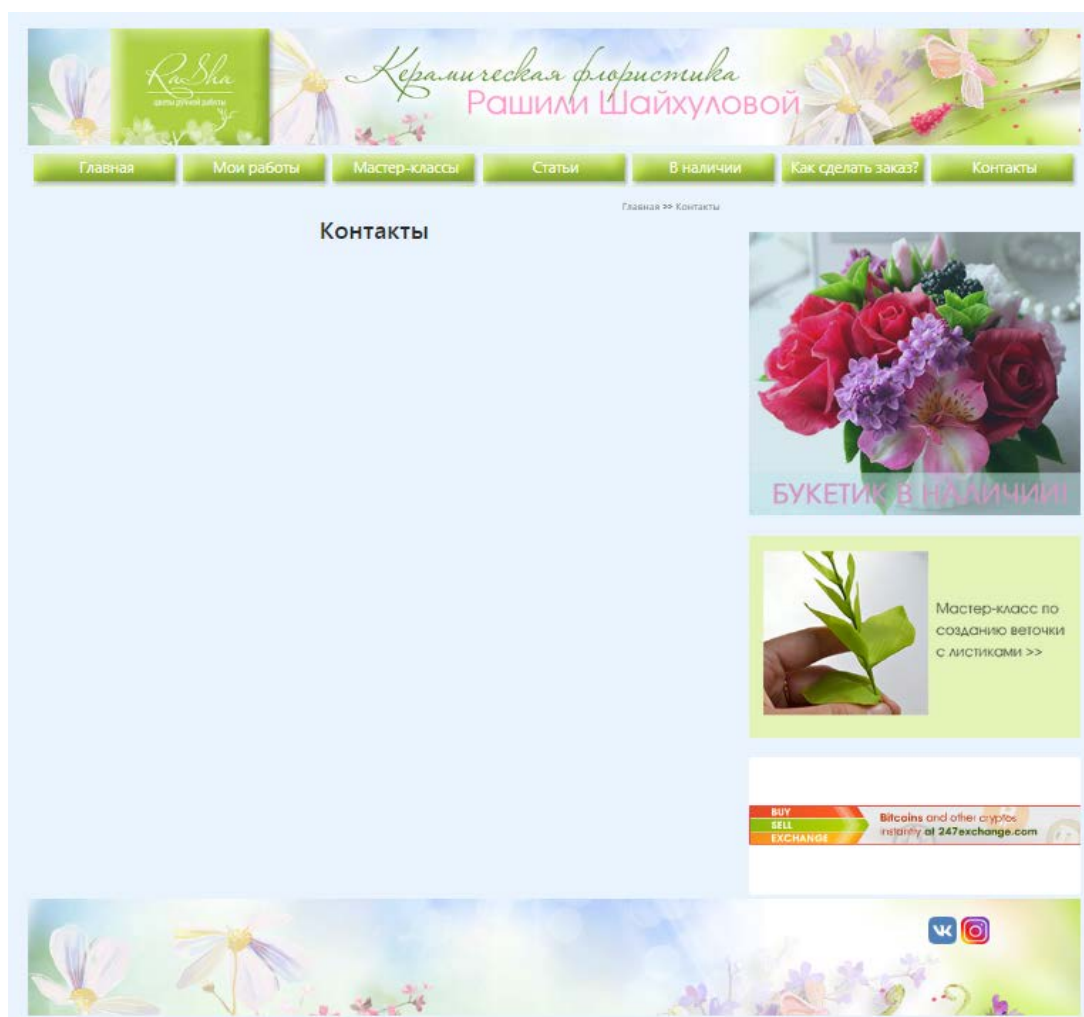 RaSha
цветы ручной работы
Керамическая флористика
Рашили Шайхуловой
Главная
Мои работы
Мастер-классы
Статьи
В наличии
Как сделать заказ?
Контакты
Главная >> Контакты
Контакты
БУКЕТИК В НАЛИЧИИ!
Мастер-класс по
созданию веточки
с листиками >>
BUY
SELL
EXCHANGE
Bitcoins and other cryptos
instantly at 247exchange.com